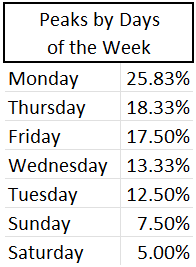 Peaks by Days
of the Week
Monday 25.83%
Thursday 18.33%
Friday 17.50%
Wednesday 13.33%
Tuesday 12.50%
Sunday 7.50%
Saturday 5.00%